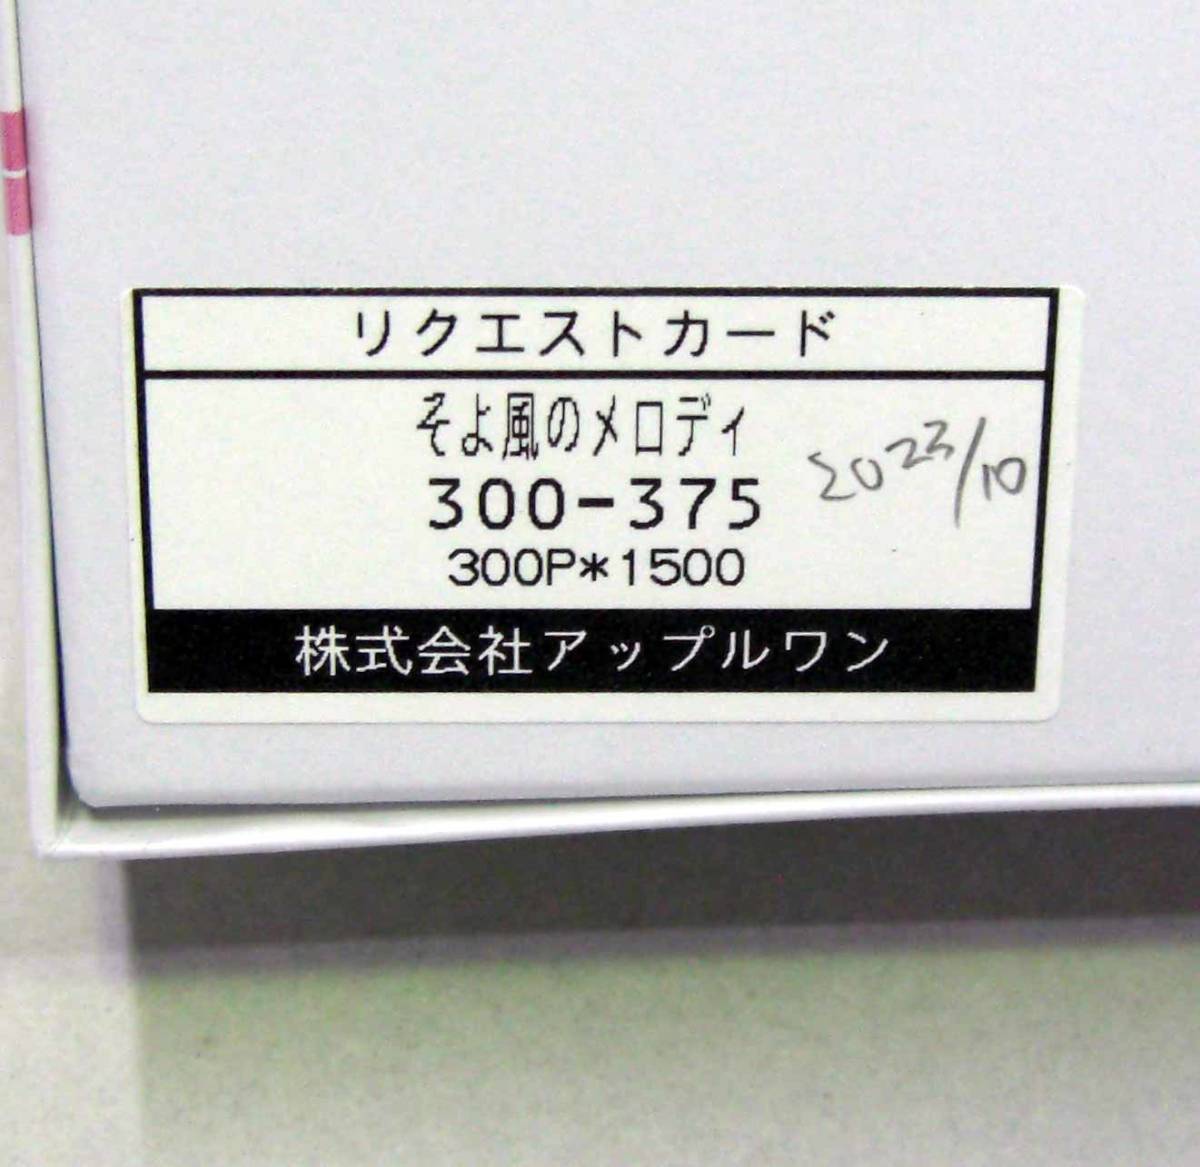 リクエストカード
そよ風のメロディ
300-375
2023/10
300P*1500
株式会社アップルワン